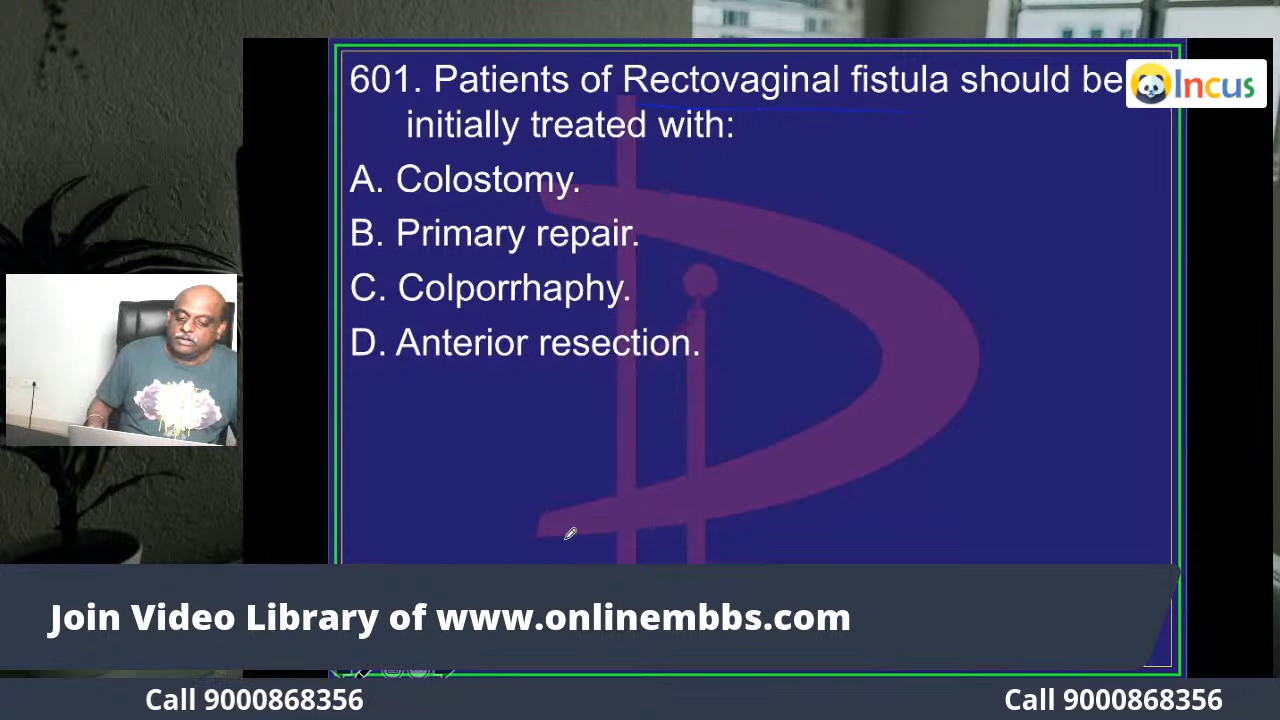 601. Patients of Rectovaginal fistula should be
initially treated with:
A. Colostomy.
B. Primary repair.
C. Colporrhaphy.
D. Anterior resection.
Incus
Join Video Library of www.onlinembbs.com
Call 9000868356
Call 9000868356